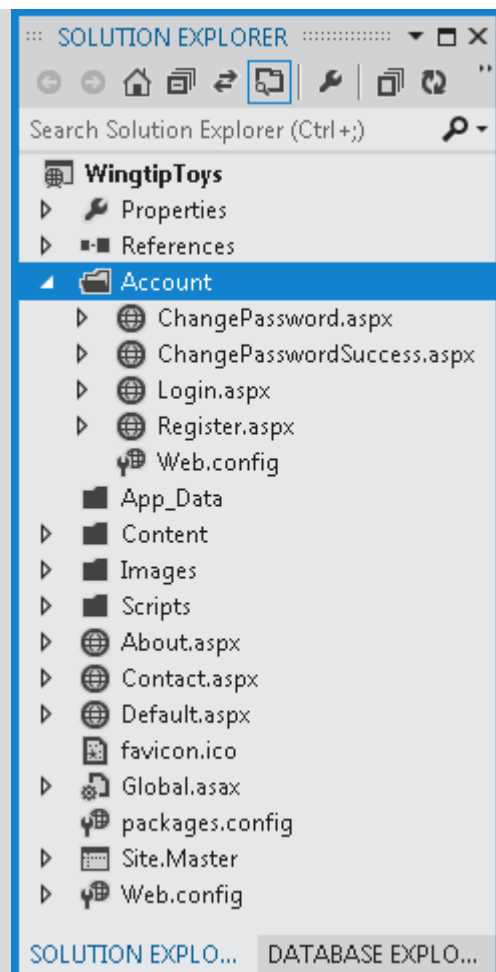 SOLUTION EXPLORER
Search Solution Explorer (Ctrl+;)
WingtipToys
Properties
References
Account
ChangePassword.aspx
ChangePasswordSuccess.aspx
Login.aspx
Register.aspx
Web.config
App_Data
Content
Images
Scripts
About.aspx
Contact.aspx
Default.aspx
favicon.ico
Global.asax
packages.config
Site.Master
Web.config
SOLUTION EXPLO... DATABASE EXPLO...